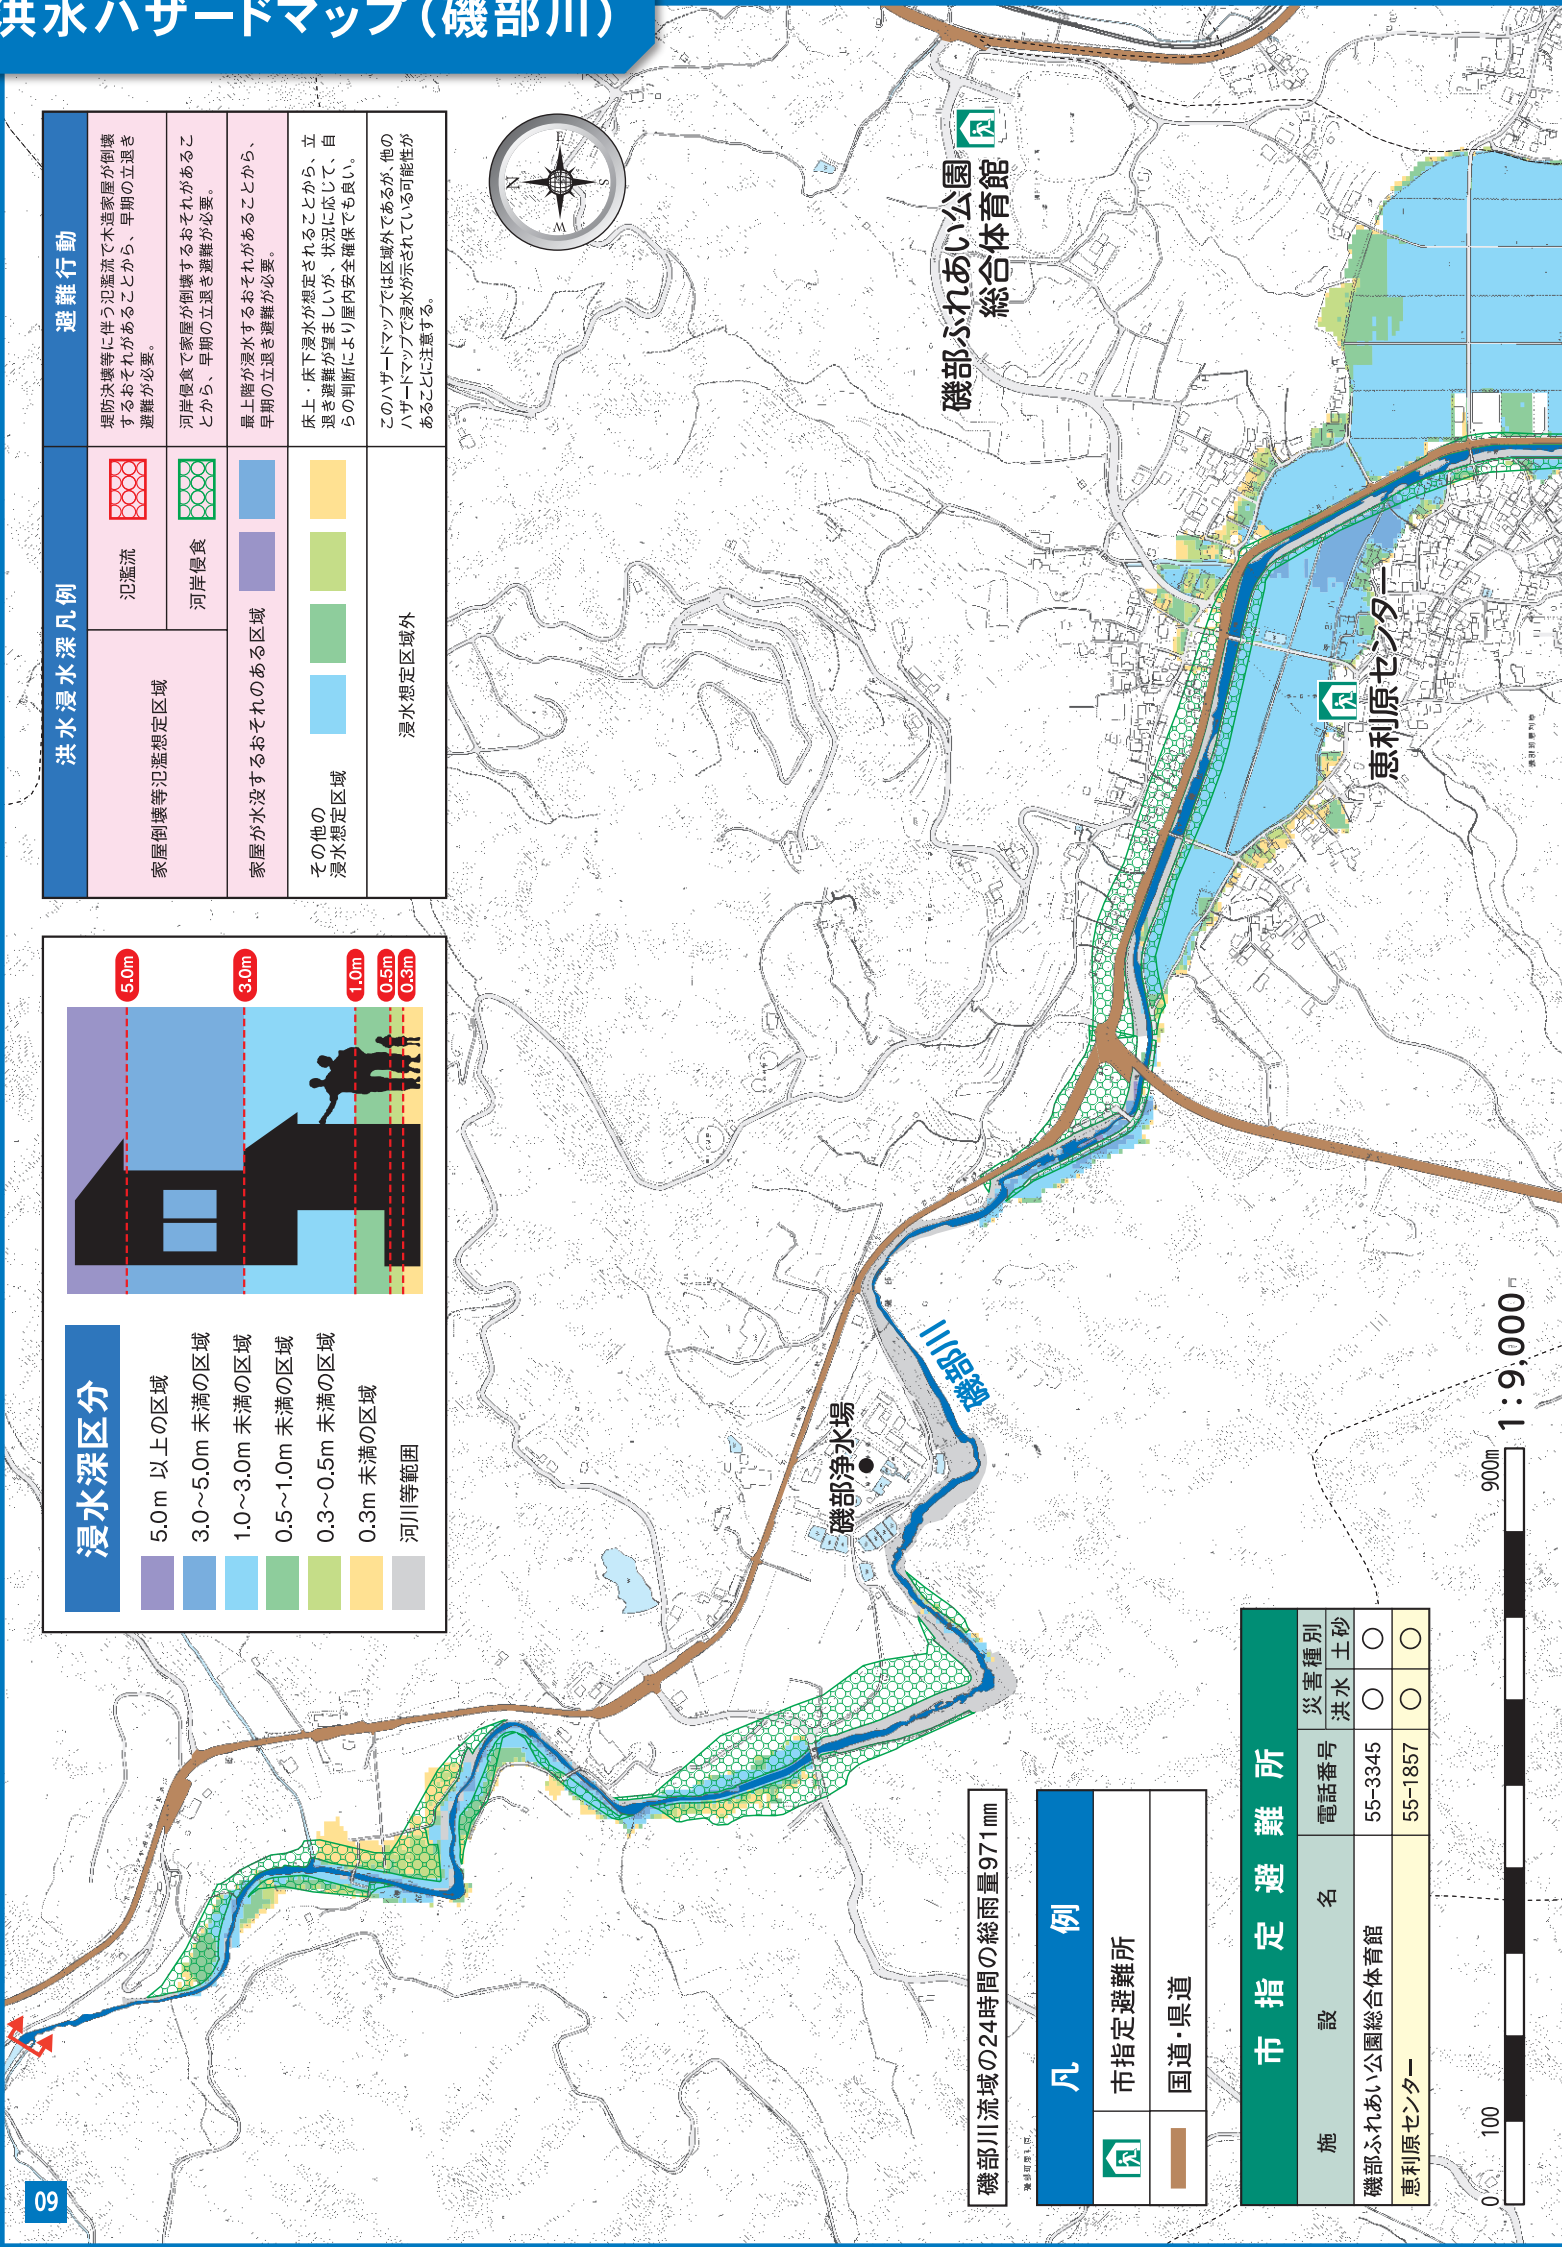 洪水ハザードマップ（磯部川）
洪水浸水深凡例
避難行動
家屋倒壊等氾濫想定区域
氾濫流
堤防決壊等に伴う氾濫流で木造家屋が倒壊
するおそれがあることから、早期の立退き
避難が必要。
河岸侵食
河岸侵食で家屋が倒壊するおそれがあるこ
とから、早期の立退き避難が必要。
家屋が水没するおそれのある区域
最上階が浸水するおそれがあることから、
早期の立退き避難が必要。
その他の
浸水想定区域
床上・床下浸水が想定されることから、立
退き避難が望ましいが、状況に応じて、自
らの判断により屋内安全確保でも良い。
浸水想定区域外
このハザードマップでは区域外であるが、他の
ハザードマップで浸水が示されている可能性が
あることに注意する。
浸水深区分
5.0m 以上の区域
3.0～5.0m 未満の区域
1.0～3.0m 未満の区域
0.5～1.0m 未満の区域
0.3～0.5m 未満の区域
0.3m 未満の区域
河川等範囲
5.0m
3.0m
1.0m
0.5m
0.3m
N
E
S
W
磯部ふれあい公園
総合体育館
恵利原センター
磯部川
磯部浄水場
磯部川流域の24時間の総雨量971mm
凡例
市指定避難所
国道・県道
市指定避難所
施設名
電話番号
災害種別
洪水
土砂
磯部ふれあい公園総合体育館
55-3345
○
○
恵利原センター
55-1857
○
○
0
100
900m
1：9,000
09